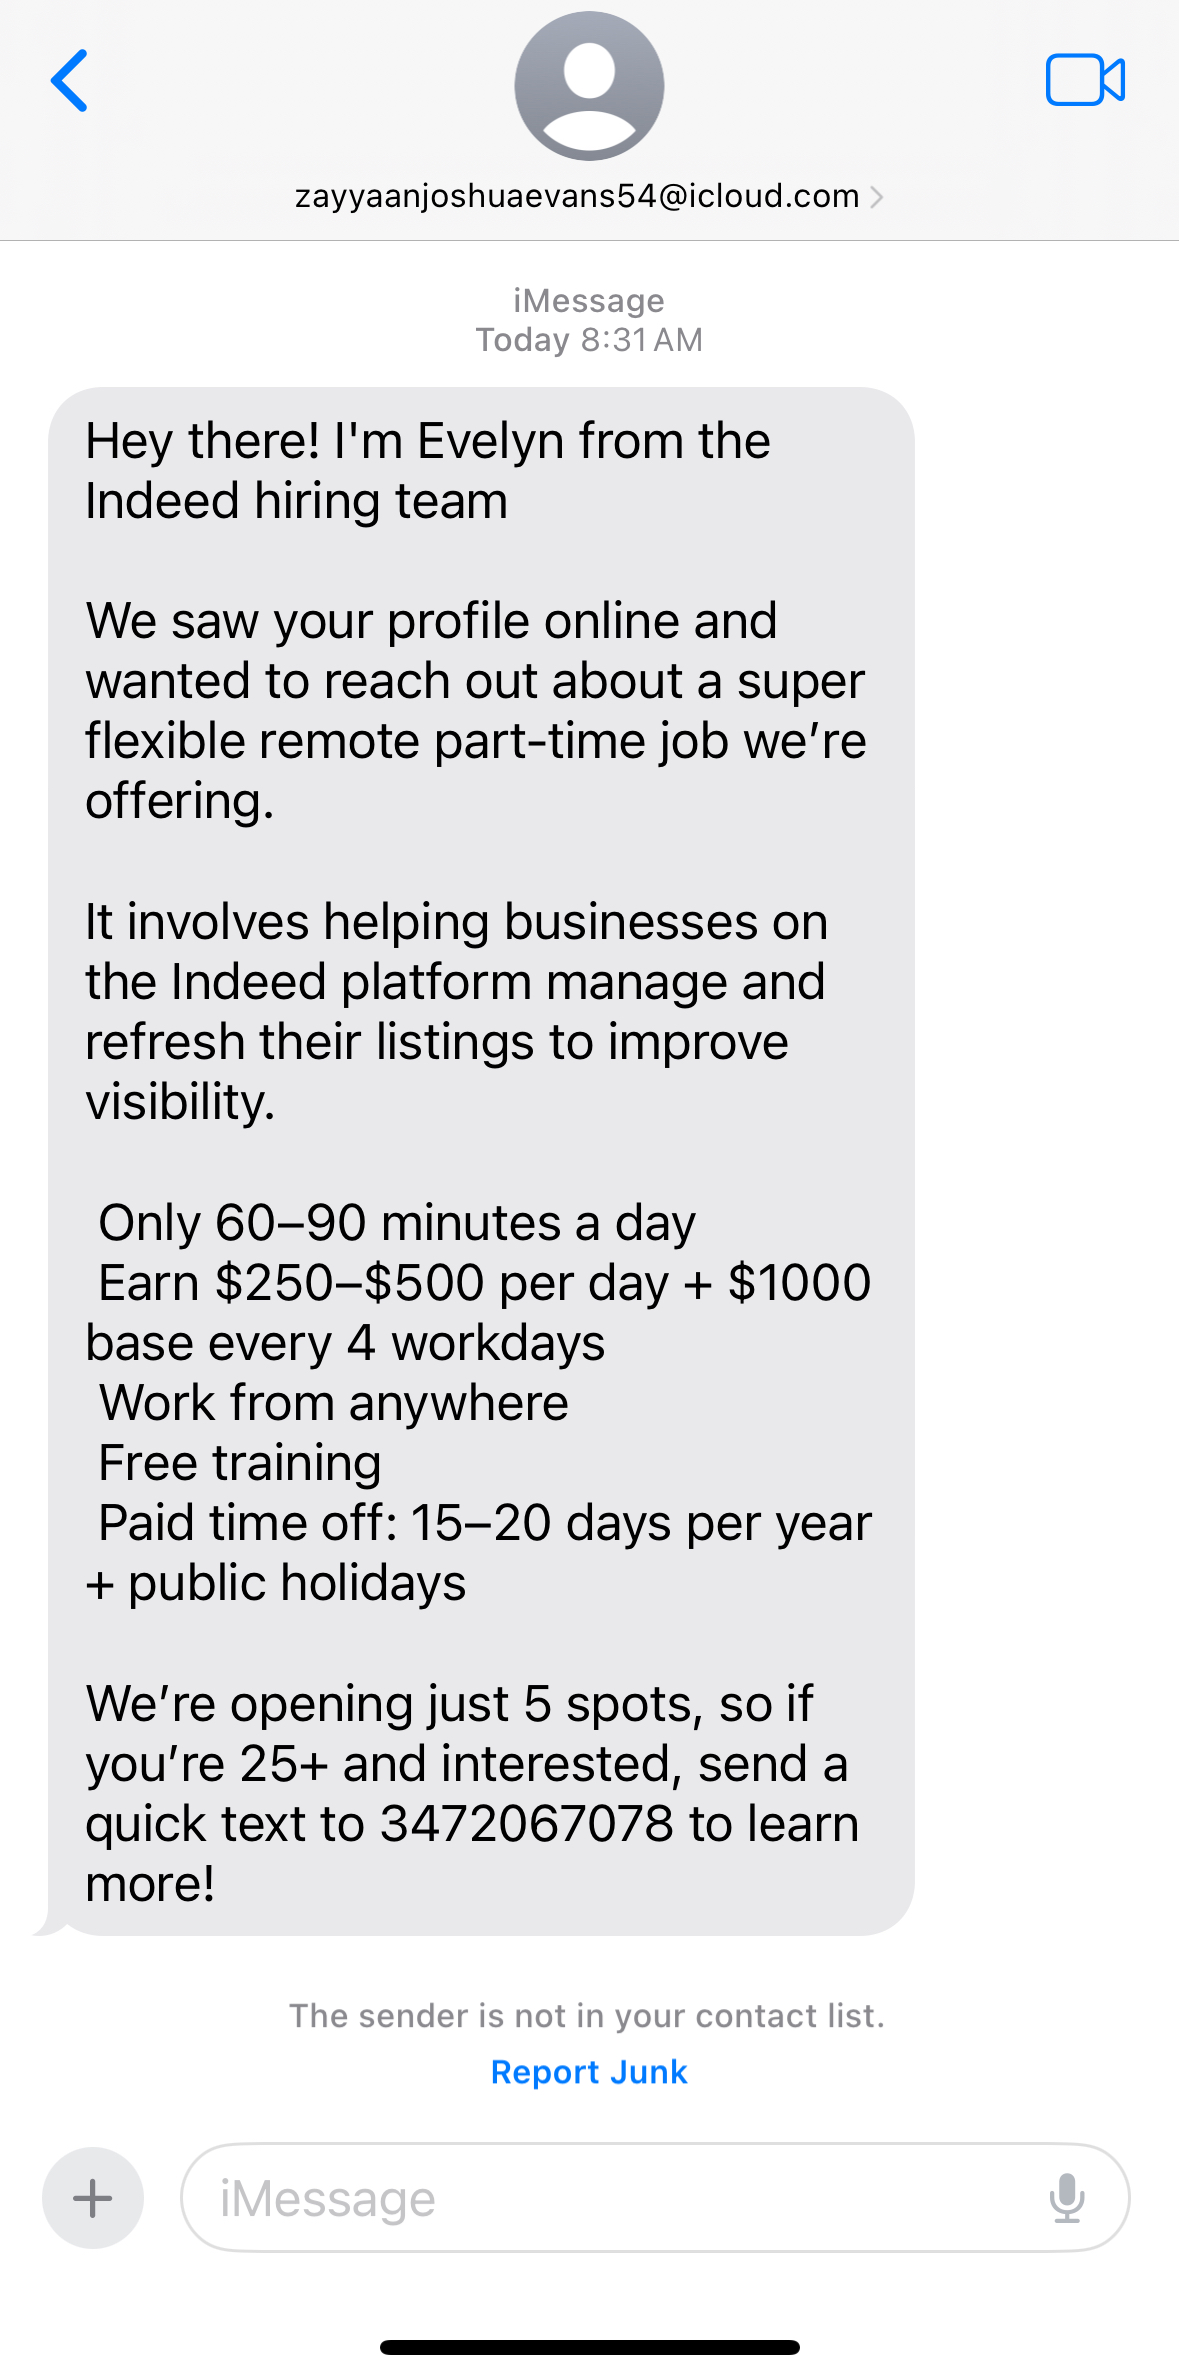 zayyaanjoshuaevans54@icloud.com
iMessage
Today 8:31 AM
Hey there! I'm Evelyn from the
Indeed hiring team
We saw your profile online and
wanted to reach out about a super
flexible remote part-time job we’re
offering.
It involves helping businesses on
the Indeed platform manage and
refresh their listings to improve
visibility.
Only 60–90 minutes a day
Earn $250–$500 per day + $1000
base every 4 workdays
Work from anywhere
Free training
Paid time off: 15–20 days per year
+ public holidays
We’re opening just 5 spots, so if
you’re 25+ and interested, send a
quick text to 3472067078 to learn
more!
The sender is not in your contact list.
Report Junk
iMessage